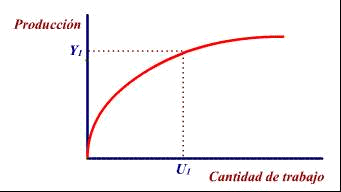 Producción
Y1
U1
Cantidad de trabajo